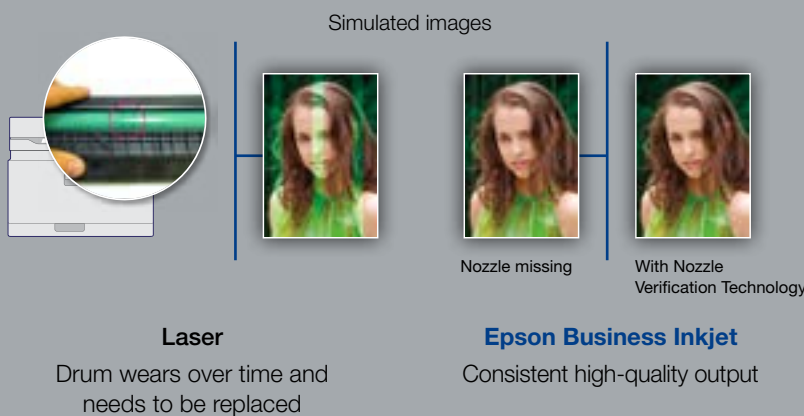 Simulated images
Nozzle missing
With Nozzle
Verification Technology
Laser
Drum wears over time and
needs to be replaced
Epson Business Inkjet
Consistent high-quality output